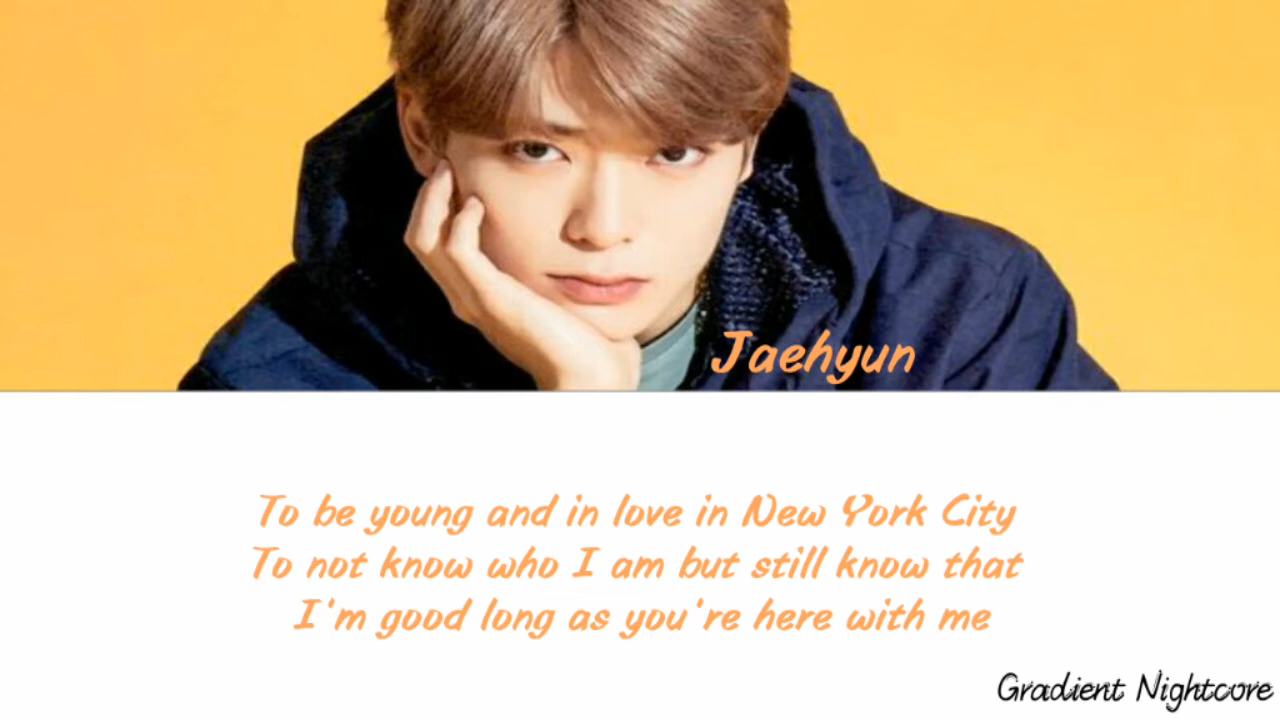 Jaehyun
To be young and in love in New York City
To not know who I am but still know that
I'm good long as you're here with me
Gradient Nightcore